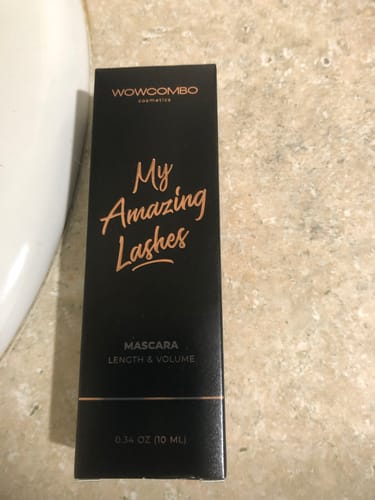 WOWCOMBO
cosmetics
My
Amazing
Lashes
MASCARA
LENGTH & VOLUME
0.34 OZ (10 ML)